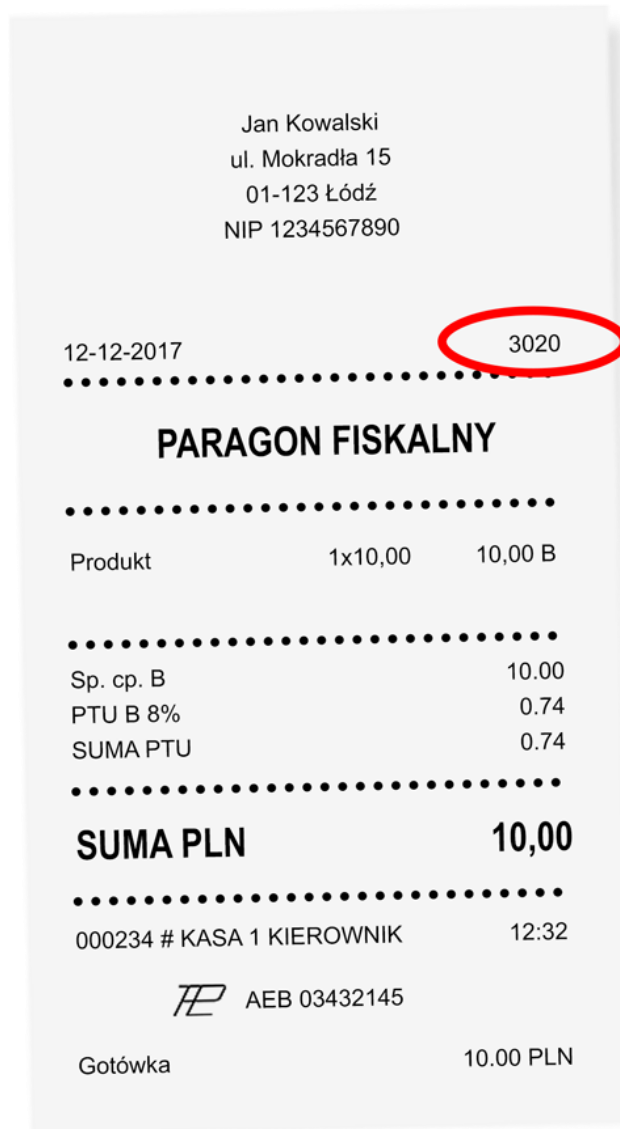 Jan Kowalski
ul. Mokradła 15
01-123 Łódź
NIP 1234567890
12-12-2017 3020
PARAGON FISKALNY
Produkt 1x10,00 10,00 B
Sp. cp. B 10.00
PTU B 8% 0.74
SUMA PTU 0.74
SUMA PLN 10,00
000234 # KASA 1 KIEROWNIK 12:32
AEB 03432145
Gotówka 10.00 PLN